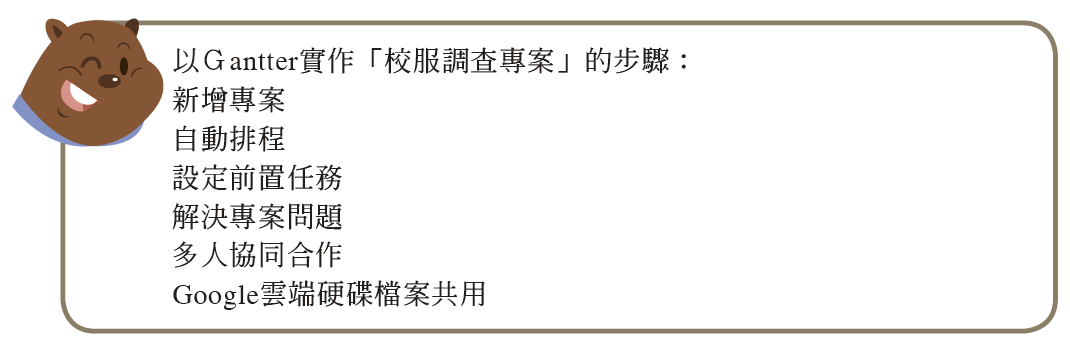 以Ｇantter實作「校服調查專案」的步驟：
新增專案
自動排程
設定前置任務
解決專案問題
多人協同合作
Google雲端硬碟檔案共用